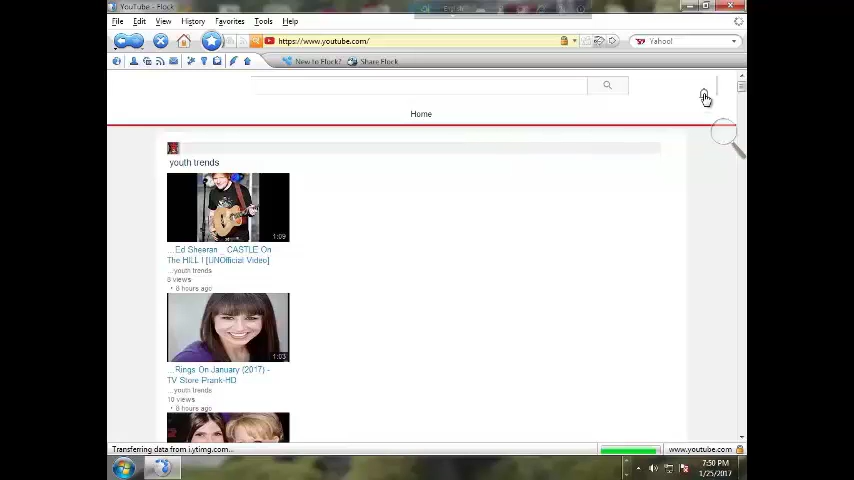 YouTube - Flock
English
File Edit View History Favorites Tools Help
https://www.youtube.com/
Yahoo!
New to Flock? Share Flock
Home
youth trends
1:09
...Ed Sheeran _ CASTLE On
The HILL ! [UNOfficial Video]
...youth trends
8 views
• 8 hours ago
1:03
...Rings On January (2017) -
TV Store Prank-HD
...youth trends
10 views
• 8 hours ago
Transferring data from i.ytimg.com...
www.youtube.com
7:50 PM
1/25/2017